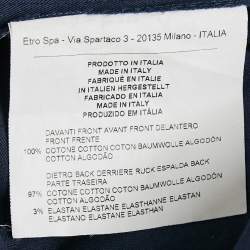 Etro Spa - Via Spartaco 3 - 20135 Milano - ITALIA
PRODOTTO IN ITALIA
MADE IN ITALY
FABRIQUÉ EN ITALIE
IN ITALIEN HERGESTELLT
FABRICADO EN ITALIA
MADE IN ITALY
PRODUZIDO EM ITÁLIA
DAVANTI FRONT AVANT FRONT DELANTERO
FRONT FRENTE
100% COTONE COTTON COTON BAUMWOLLE ALGODÓN
COTTON ALGODÃO
DIETRO BACK DERRIERE RUCK ESPALDA BACK
PARTE TRASEIRA
97% COTONE COTTON COTON BAUMWOLLE ALGODÓN
COTTON ALGODÃO
3% ELASTAN ELASTANE ELASTHANNE ELASTAN
ELASTANO ELASTANE ELASTHAN